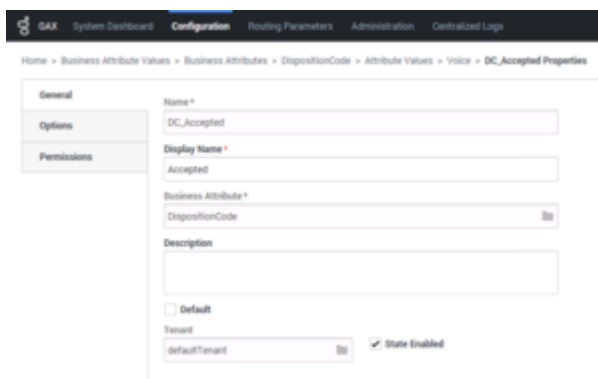 GAX System Dashboard Configuration Routing Parameters Administration Centralized Logs
Home > Business Attribute Values > Business Attributes > DispositionCode > Attribute Values > Voice > DC_Accepted Properties
General
Options
Permissions
Name *
DC_Accepted
Display Name *
Accepted
Business Attribute *
DispositionCode
Description
Default
Tenant
defaultTenant
State Enabled